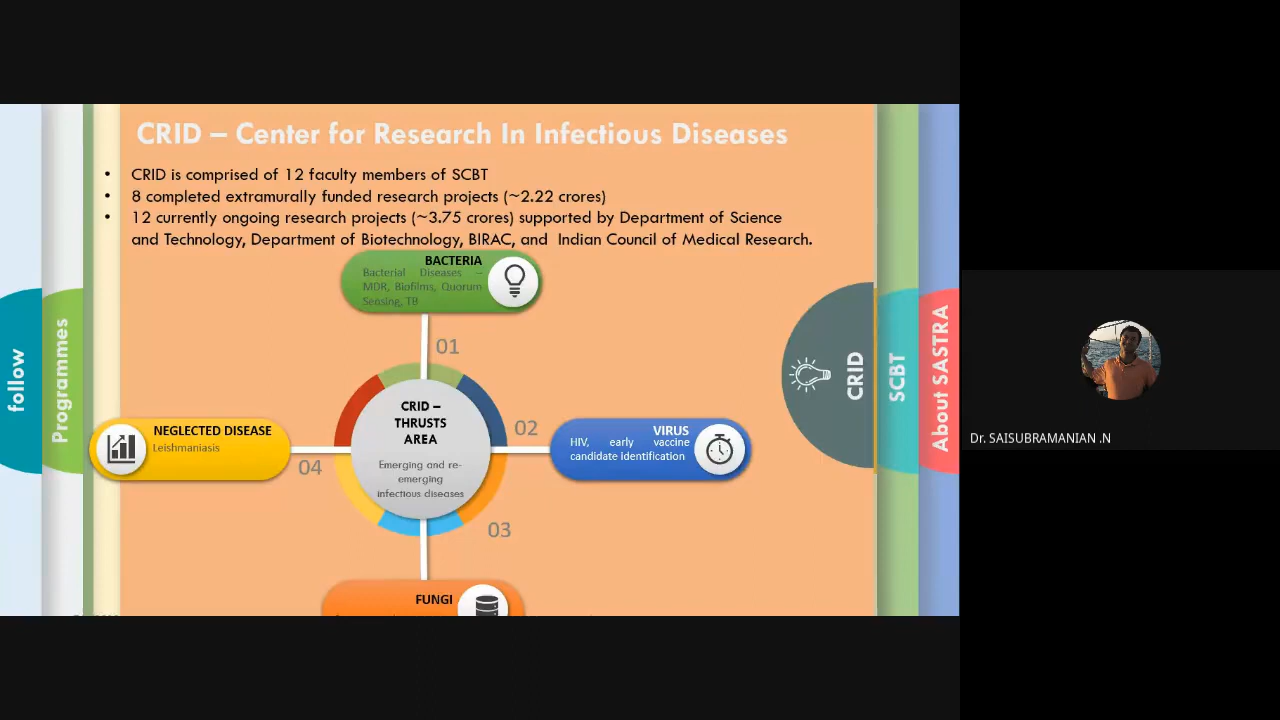 CRID – Center for Research In Infectious Diseases
• CRID is comprised of 12 faculty members of SCBT
• 8 completed extramurally funded research projects (~2.22 crores)
• 12 currently ongoing research projects (~3.75 crores) supported by Department of Science
and Technology, Department of Biotechnology, BIRAC, and Indian Council of Medical Research.
BACTERIA
Bacterial Diseases –
MDR, Biofilms, Quorum
Sensing, TB
01
CRID –
THRUSTS
AREA
Emerging and re-
emerging
infectious diseases
02
VIRUS
HIV, early vaccine
candidate identification
03
FUNGI
04
NEGLECTED DISEASE
Leishmaniasis
follow
Programmes
CRID
SCBT
About SASTRA
Dr. SAISUBRAMANIAN .N